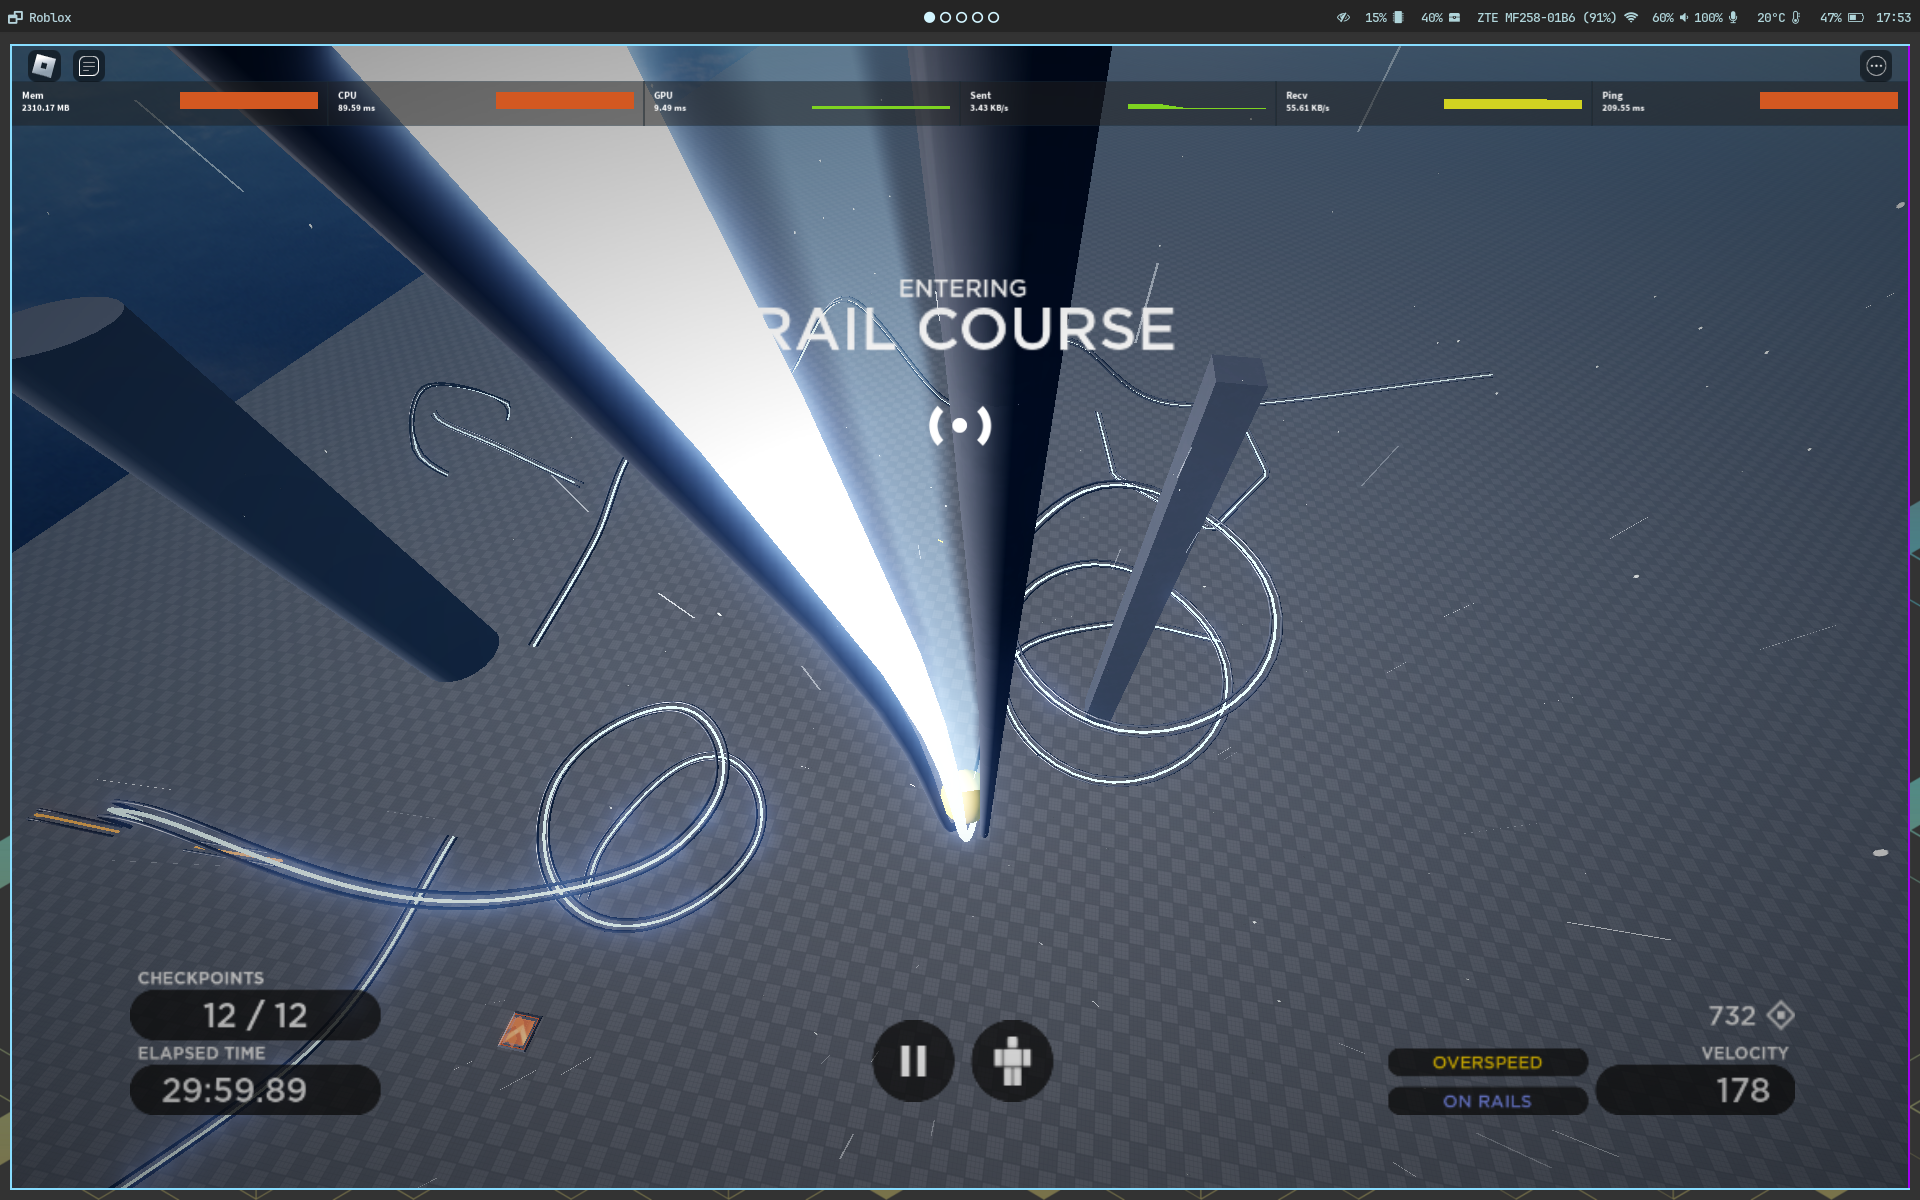 Roblox
15%
40%
ZTE MF258-01B6 (91%)
60%
100%
20°C
47%
17:53
Mem
2310.17 MB
CPU
89.59 ms
GPU
9.49 ms
Sent
3.43 KB/s
Recv
55.61 KB/s
Ping
209.55 ms
ENTERING
RAIL COURSE
CHECKPOINTS
12 / 12
ELAPSED TIME
29:59.89
732
VELOCITY
178
OVERSPEED
ON RAILS